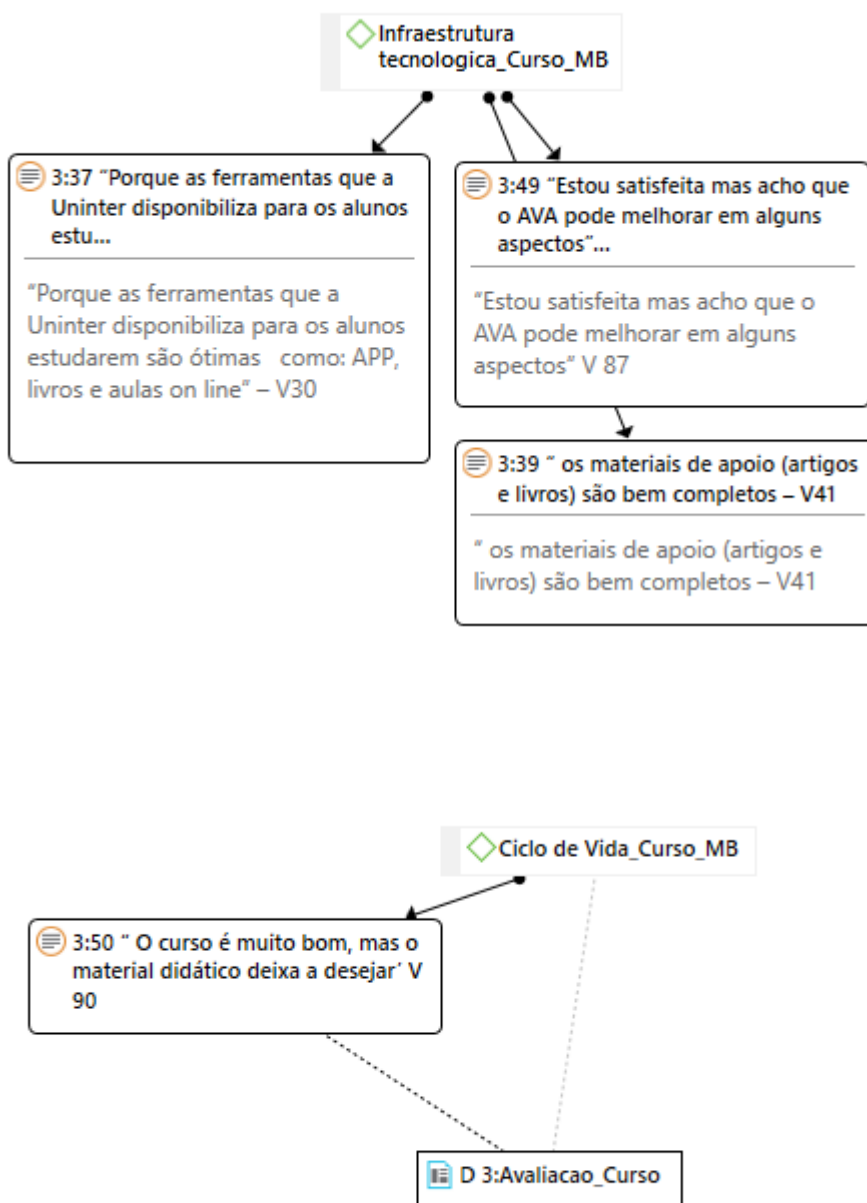 Infraestrutura
tecnologica_Curso_MB
3:37 “Porque as ferramentas que a
Uninter disponibiliza para os alunos
estu...
“Porque as ferramentas que a
Uninter disponibiliza para os alunos
estudarem são ótimas   como: APP,
livros e aulas on line“ – V30
3:49 “Estou satisfeita mas acho que
o AVA pode melhorar em alguns
aspectos”...
“Estou satisfeita mas acho que o
AVA pode melhorar em alguns
aspectos” V 87
3:39 “ os materiais de apoio (artigos
e livros) são bem completos – V41
“ os materiais de apoio (artigos e
livros) são bem completos – V41
Ciclo de Vida_Curso_MB
3:50 “ O curso é muito bom, mas o
material didático deixa a desejar´ V
90
D 3:Avaliacao_Curso